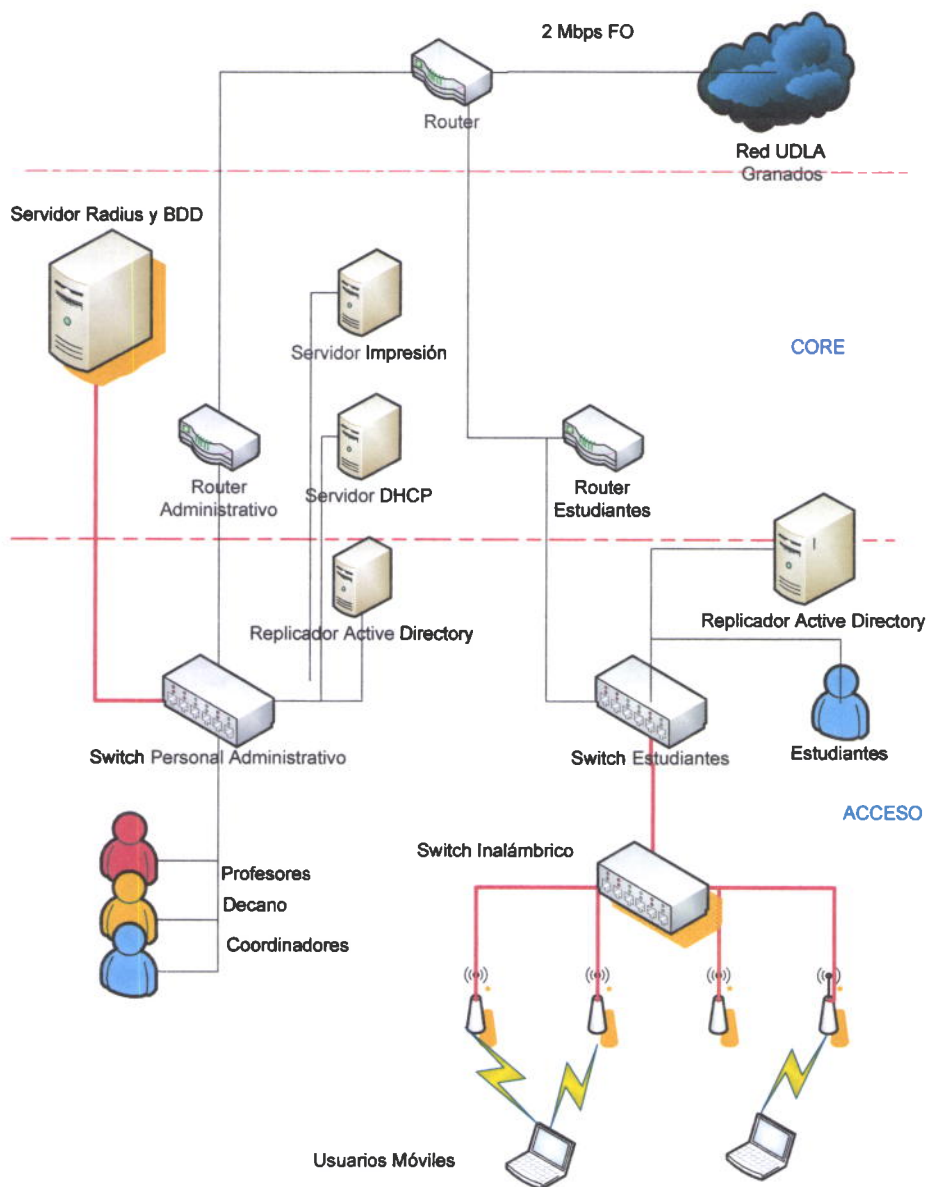 2 Mbps FO
Router
Red UDLA
Granados
Servidor Radius y BDD
Servidor Impresión
CORE
Router
Administrativo
Servidor DHCP
Router
Estudiantes
Replicador Active Directory
Replicador Active Directory
Switch Personal Administrativo
Switch Estudiantes
Estudiantes
ACCESO
Switch Inalámbrico
Profesores
Decano
Coordinadores
Usuarios Móviles